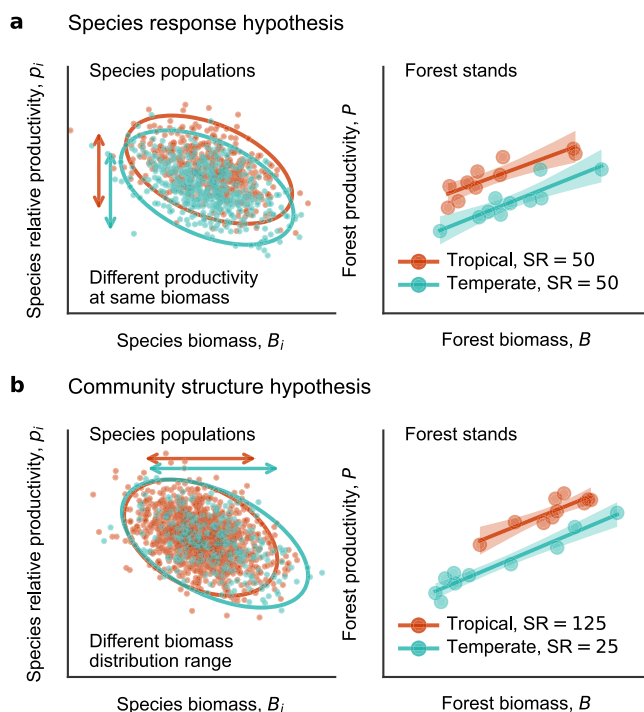 a Species response hypothesis
Species relative productivity, pi
Species populations
Different productivity
at same biomass
Species biomass, Bi
Forest productivity, P
Forest stands
Tropical, SR = 50
Temperate, SR = 50
Forest biomass, B
b Community structure hypothesis
Species relative productivity, pi
Species populations
Different biomass
distribution range
Species biomass, Bi
Forest productivity, P
Forest stands
Tropical, SR = 125
Temperate, SR = 25
Forest biomass, B